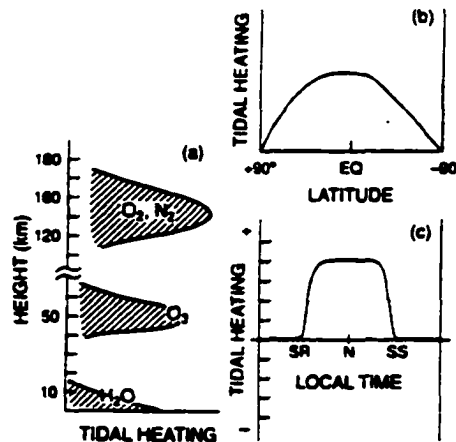 (a)
HEIGHT (km)
180
160
120
50
10
O₂, N₂
O₃
H₂O
TIDAL HEATING
(b)
TIDAL HEATING
+90°
EQ
-90°
LATITUDE
(c)
TIDAL HEATING
+
-
SR
N
SS
LOCAL TIME